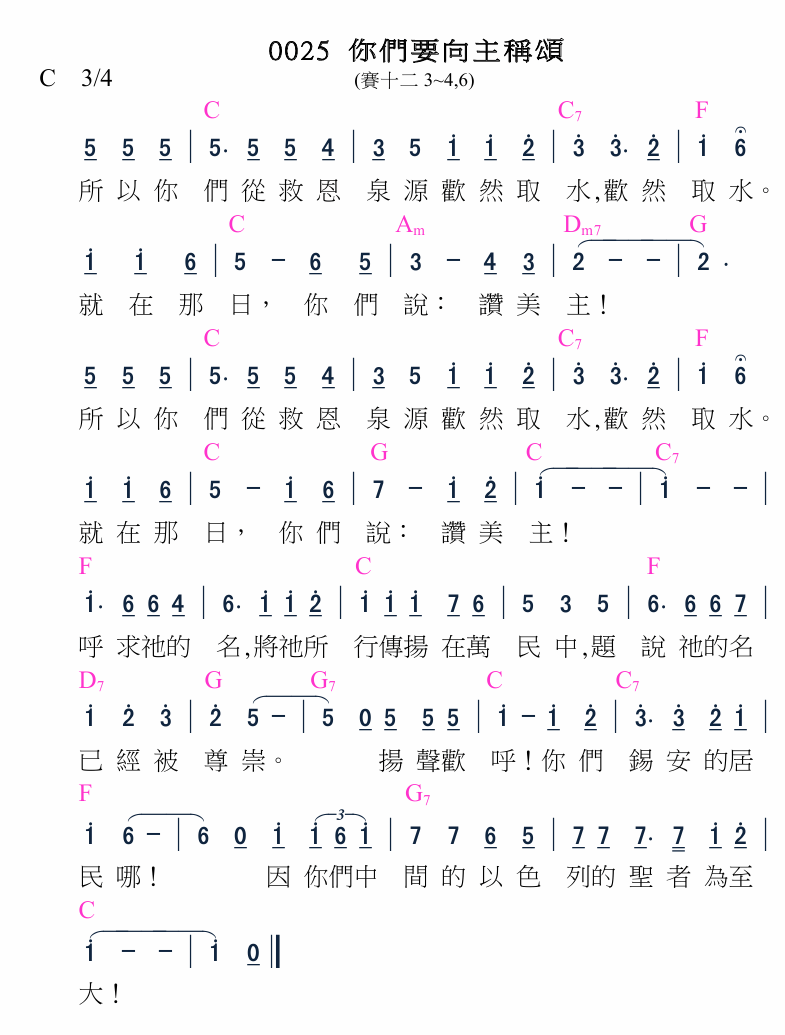 0025 你們要向主稱頌
C 3/4 (賽十二 3~4,6)
C C7 F
5 5 5 | 5. 5 5 4 | 3 5 i i 2̇ | 3̇ 3̇. 2̇ | i 6
所以你 們從救恩 泉源歡然取 水,歡然 取水。
C Am Dm7 G
i i 6 | 5 - 6 5 | 3 - 4 3 | 2 - - | 2 .
就在那 日， 你們 說： 讚美 主！
C C7 F
5 5 5 | 5. 5 5 4 | 3 5 i i 2̇ | 3̇ 3̇. 2̇ | i 6
所以你 們從救恩 泉源歡然取 水,歡然 取水。
C G C C7
i i 6 | 5 - i 6 | 7 - i 2̇ | i - - | i - - |
就在那 日， 你們 說： 讚美 主！
F C F
i. 6 6 4 | 6. i i 2̇ | i i i 7 6 | 5 3 5 | 6. 6 6 7 |
呼求祂的 名,將祂所 行傳揚在萬 民中,題 說祂的名
D7 G G7 C C7
i 2̇ 3̇ | 2̇ 5 - | 5 0 5 5 5 | i - i 2̇ | 3̇. 3̇ 2̇ i |
已經被 尊崇。 揚聲歡 呼！你們 錫安的居
F G7
i 6 - | 6 0 i i 6 i | 7 7 6 5 | 7 7 7. 7 i 2̇ |
3
民哪！ 因你們中 間的以色 列的聖者為至
C
i - - | i 0 ‖
大！